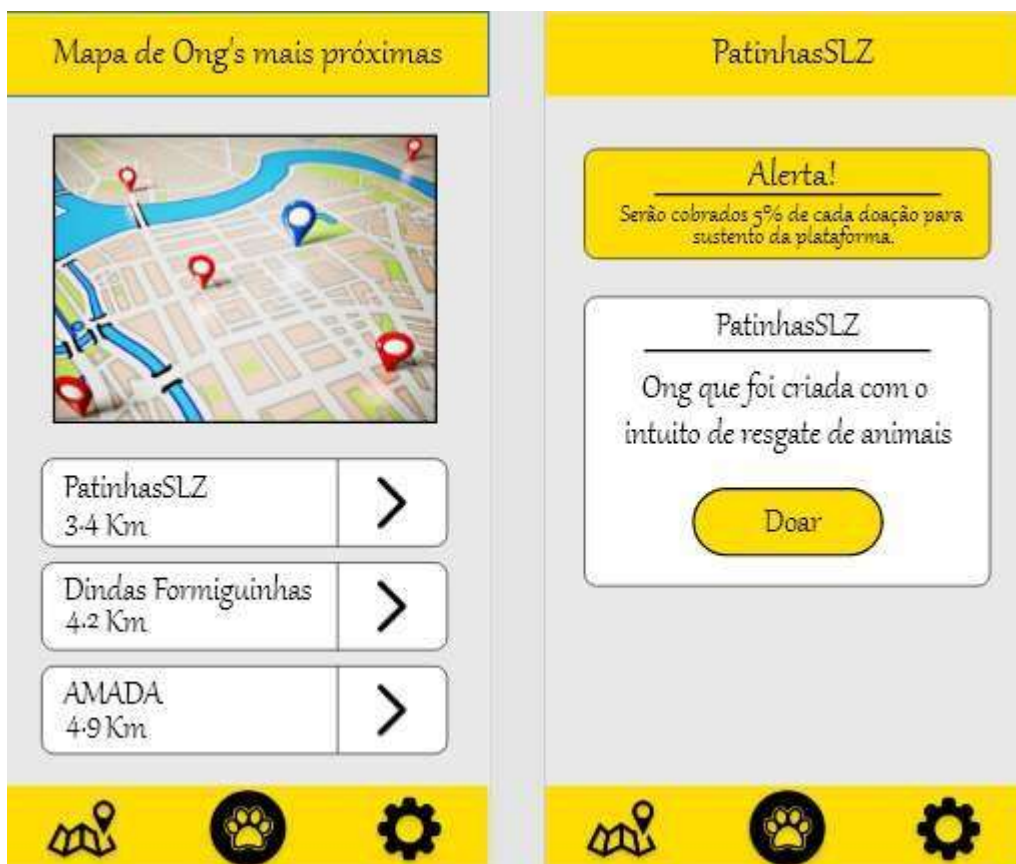 Mapa de Ong's mais próximas
PatinhasSLZ
3.4 Km
Dindas Formiguinhas
4.2 Km
AMADA
4.9 Km
PatinhasSLZ
Alerta!
Serão cobrados 5% de cada doação para
sustento da plataforma.
PatinhasSLZ
Ong que foi criada com o
intuito de resgate de animais
Doar